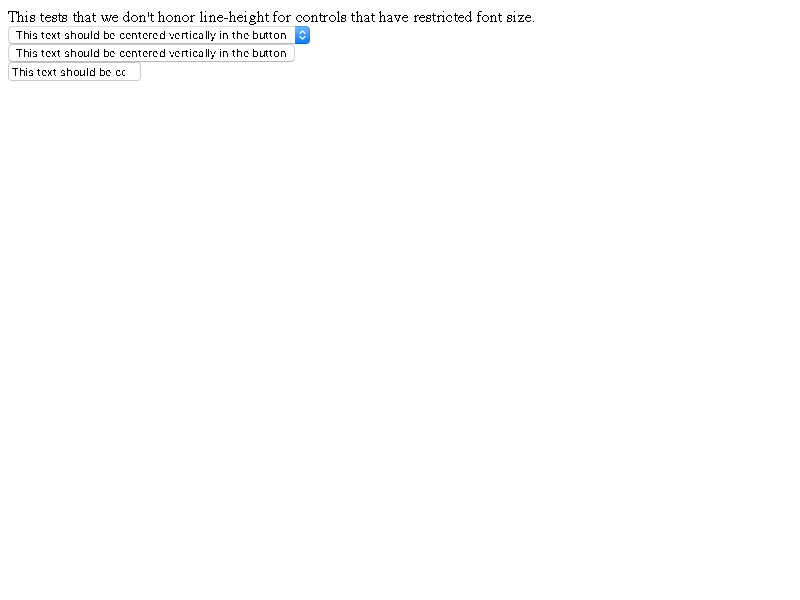 This tests that we don't honor line-height for controls that have restricted font size.
This text should be centered vertically in the button
This text should be centered vertically in the button
This text should be